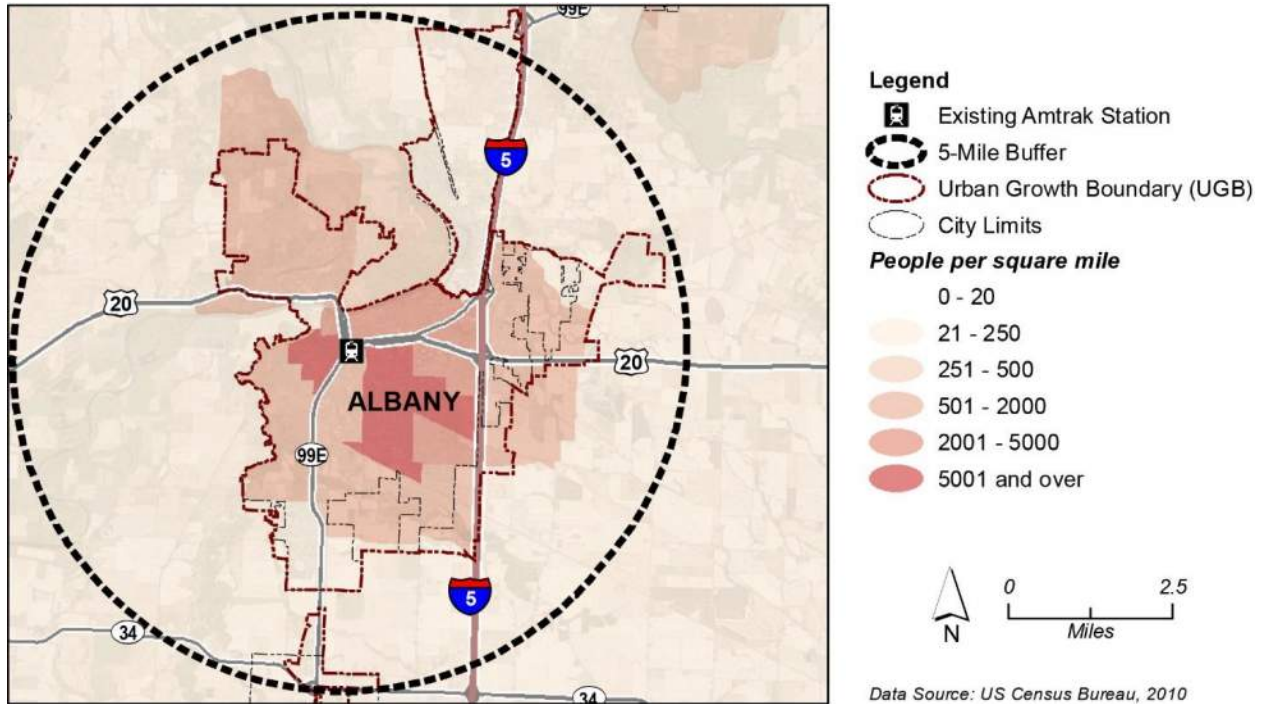 99E
5
20
20
ALBANY
99E
5
34
34
Legend
Existing Amtrak Station
5-Mile Buffer
Urban Growth Boundary (UGB)
City Limits
People per square mile
0 - 20
21 - 250
251 - 500
501 - 2000
2001 - 5000
5001 and over
N
0 2.5
Miles
Data Source: US Census Bureau, 2010